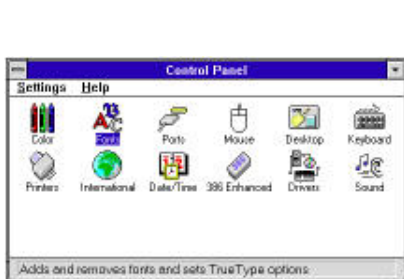 Control Panel
Settings Help
Color Fonts Ports Mouse Desktop Keyboard
Printers International Date/Time 386 Enhanced Drivers Sound
Adds and removes fonts and sets TrueType options